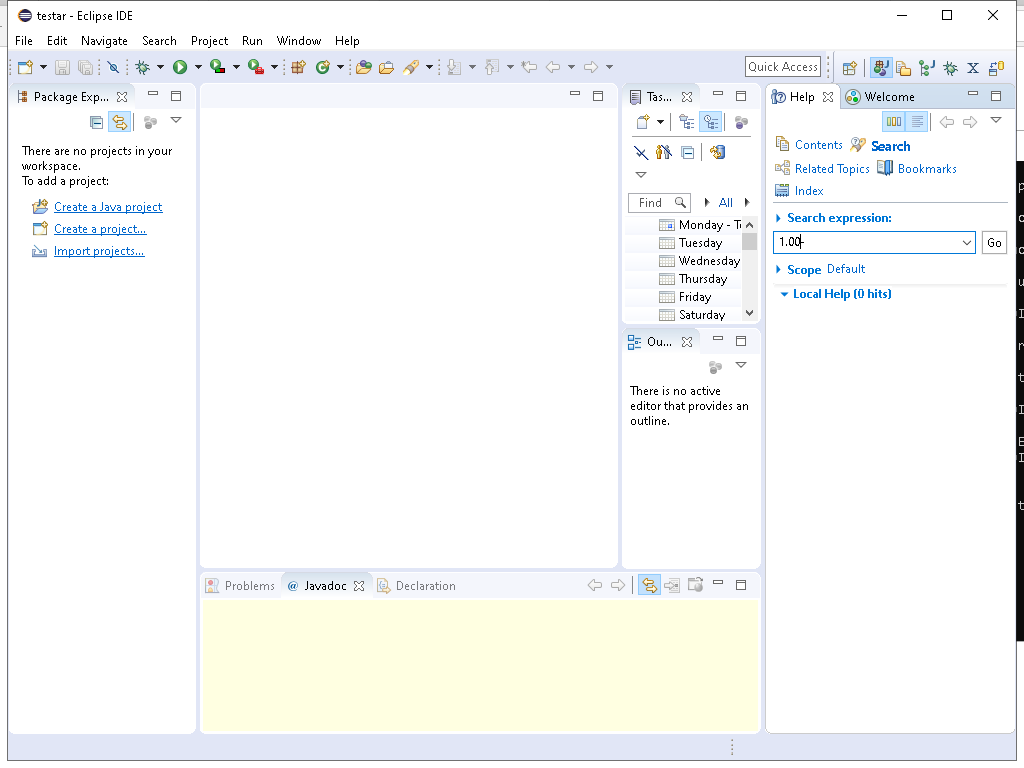 testar - Eclipse IDE
File Edit Navigate Search Project Run Window Help
Quick Access
Package Exp...
There are no projects in your
workspace.
To add a project:
Create a Java project
Create a project...
Import projects...
Tas...
Find
All
Monday - T
Tuesday
Wednesday
Thursday
Friday
Saturday
Ou...
There is no active
editor that provides an
outline.
Help Welcome
Contents Search
Related Topics Bookmarks
Index
Search expression:
1.00-
Go
Scope Default
Local Help (0 hits)
Problems @ Javadoc Declaration